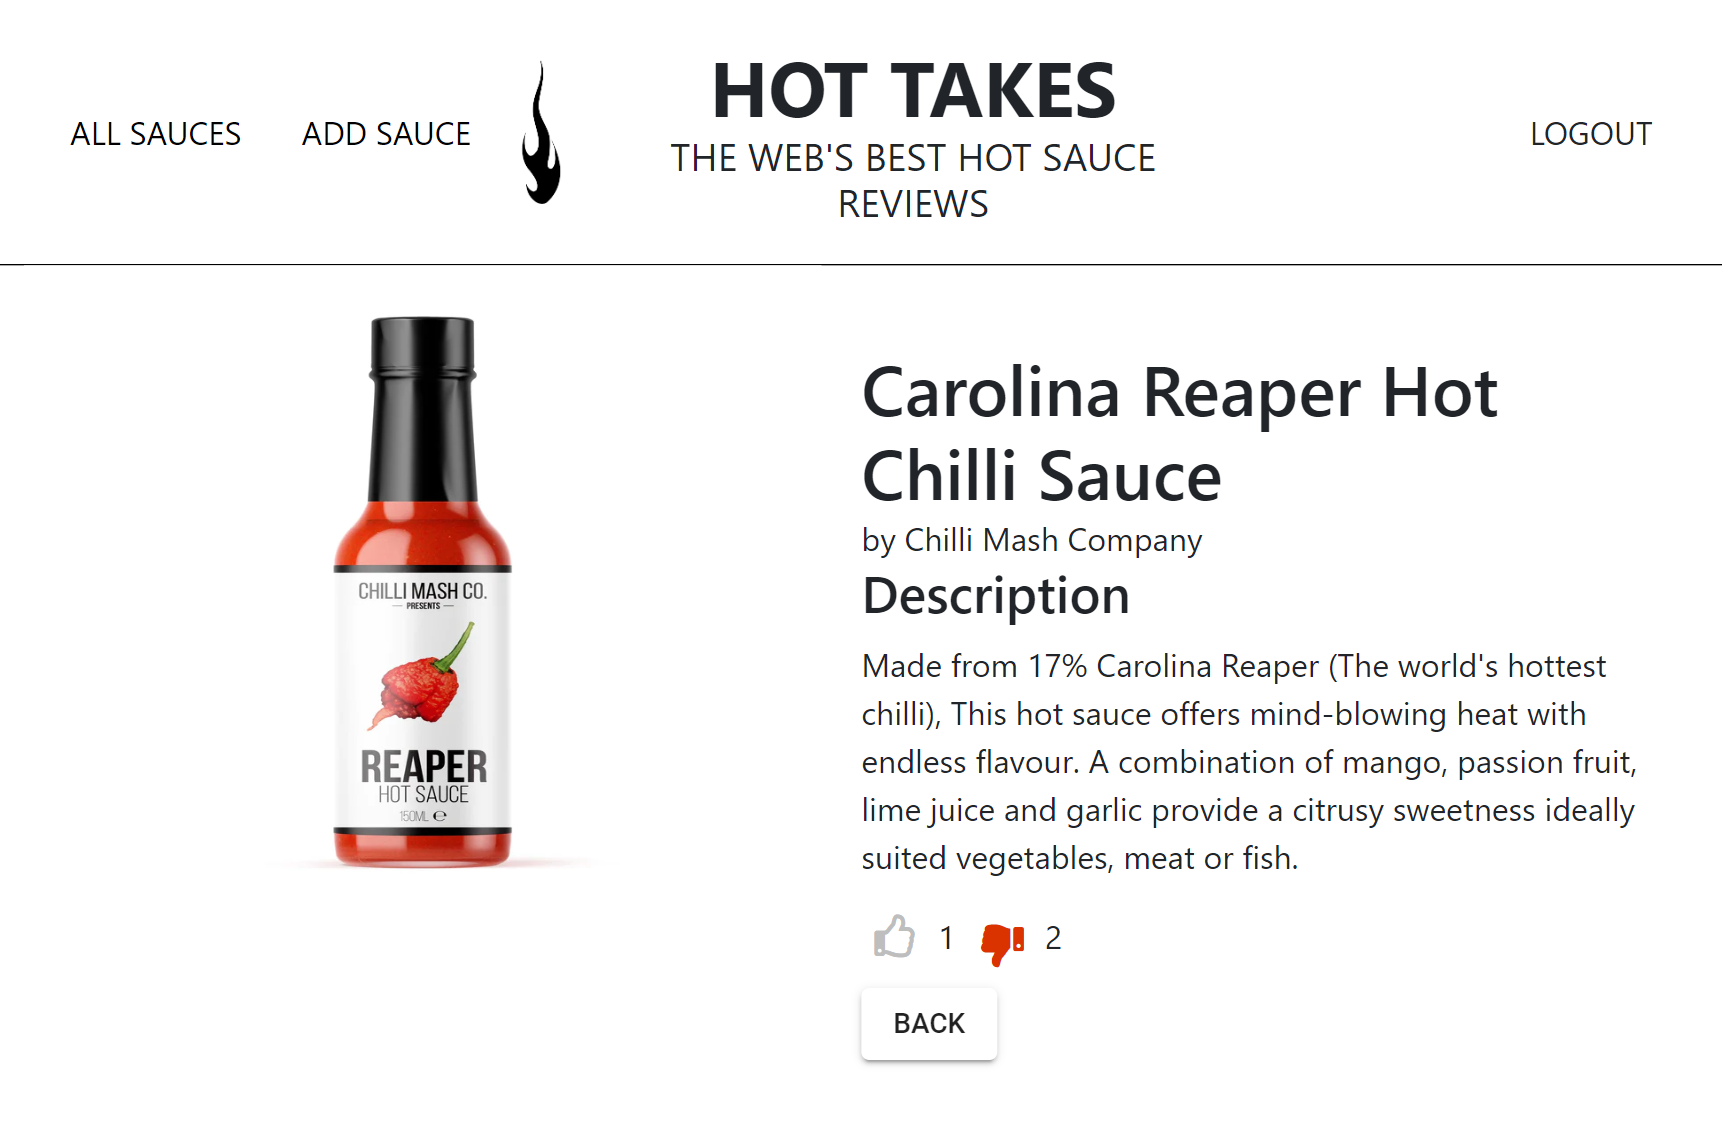 ALL SAUCES
ADD SAUCE
HOT TAKES
THE WEB'S BEST HOT SAUCE
REVIEWS
LOGOUT
CHILLI MASH CO.
PRESENTS
REAPER
HOT SAUCE
150ML ℮
Carolina Reaper Hot
Chilli Sauce
by Chilli Mash Company
Description
Made from 17% Carolina Reaper (The world's hottest
chilli), This hot sauce offers mind-blowing heat with
endless flavour. A combination of mango, passion fruit,
lime juice and garlic provide a citrusy sweetness ideally
suited vegetables, meat or fish.
1 2
BACK